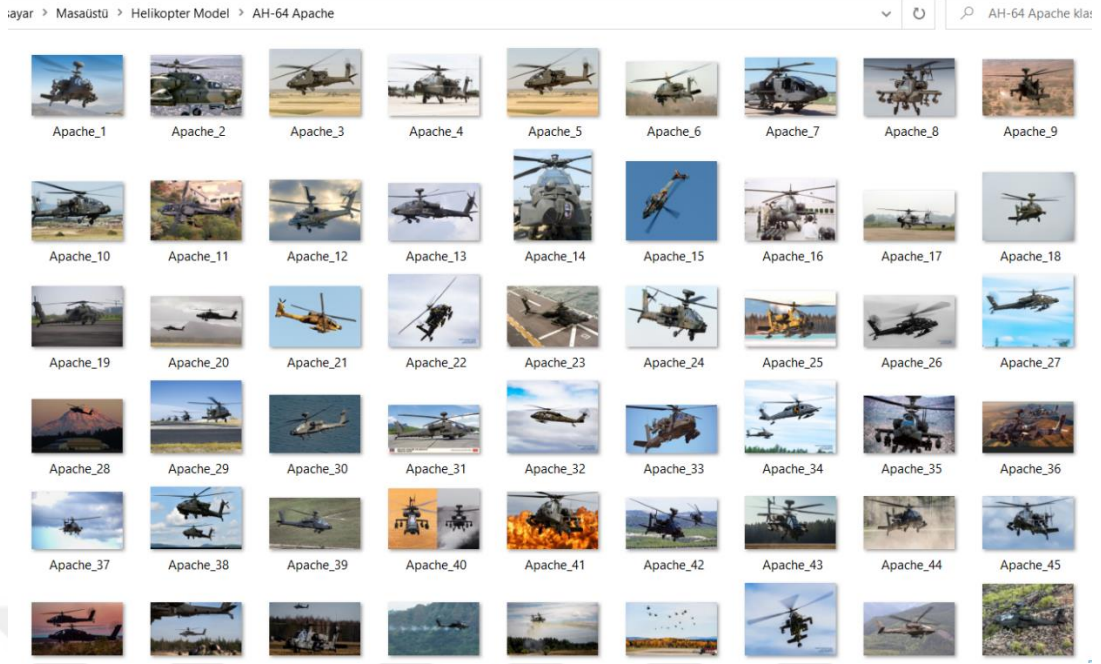 sayar > Masaüstü > Helikopter Model > AH-64 Apache
AH-64 Apache klas
Apache_1 Apache_2 Apache_3 Apache_4 Apache_5 Apache_6 Apache_7 Apache_8 Apache_9
Apache_10 Apache_11 Apache_12 Apache_13 Apache_14 Apache_15 Apache_16 Apache_17 Apache_18
Apache_19 Apache_20 Apache_21 Apache_22 Apache_23 Apache_24 Apache_25 Apache_26 Apache_27
Apache_28 Apache_29 Apache_30 Apache_31 Apache_32 Apache_33 Apache_34 Apache_35 Apache_36
Apache_37 Apache_38 Apache_39 Apache_40 Apache_41 Apache_42 Apache_43 Apache_44 Apache_45